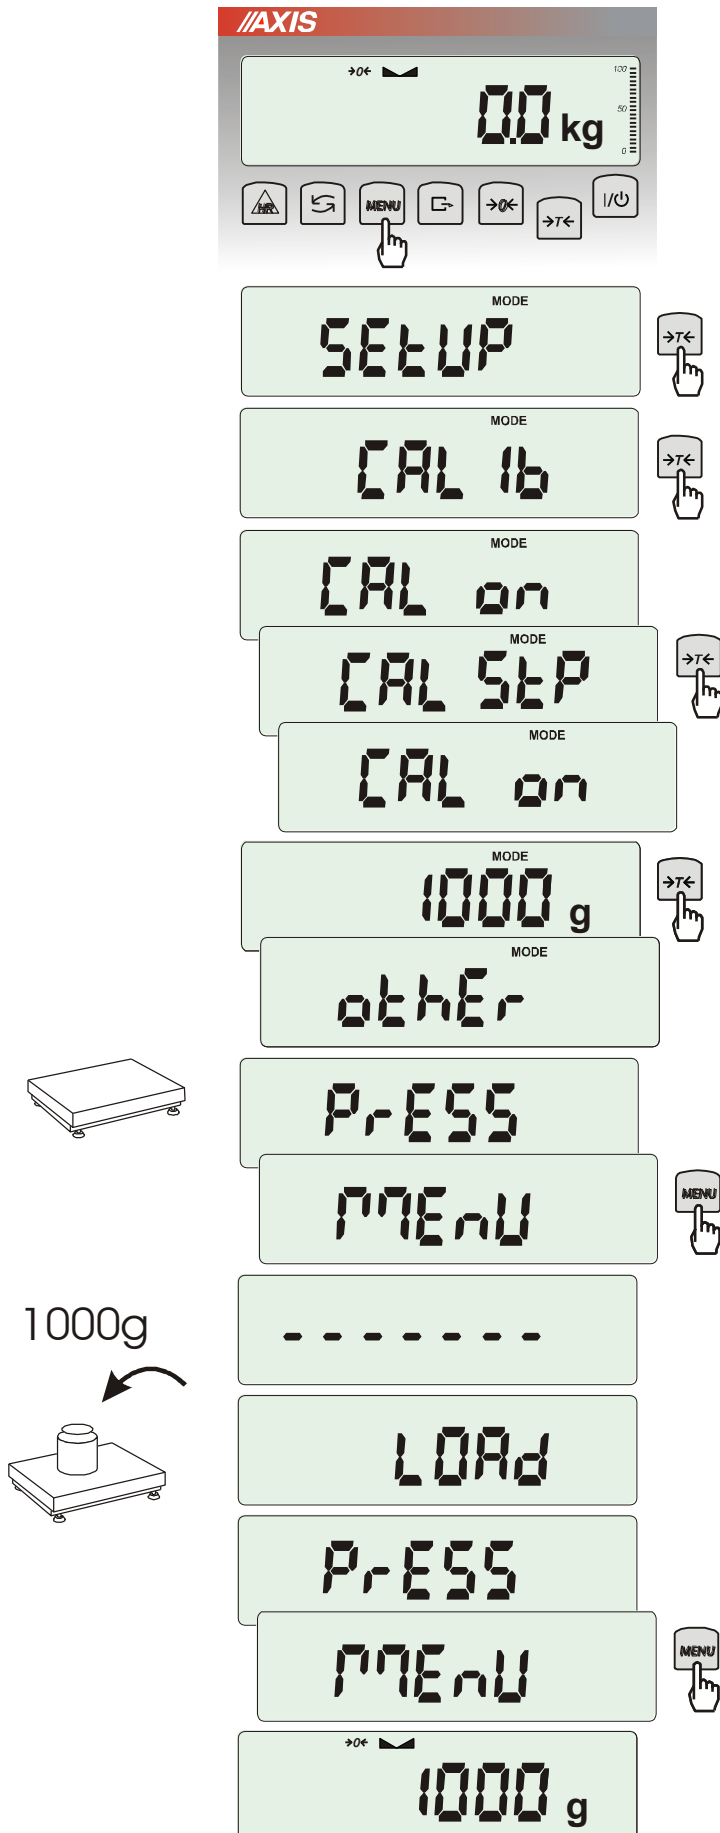 //AXIS
→0←
100
50
0
0.0 kg
HR MENU →0← →T← I/⏻
MODE
SEtUP
→T←
MODE
CAL Ib
→T←
MODE
CAL on
MODE
CAL StP
→T←
MODE
CAL on
MODE
1000 g
→T←
MODE
othEr
PrESS
MEnU
MENU
1000g
- - - - - - -
LOAd
PrESS
MEnU
MENU
→0←
1000 g